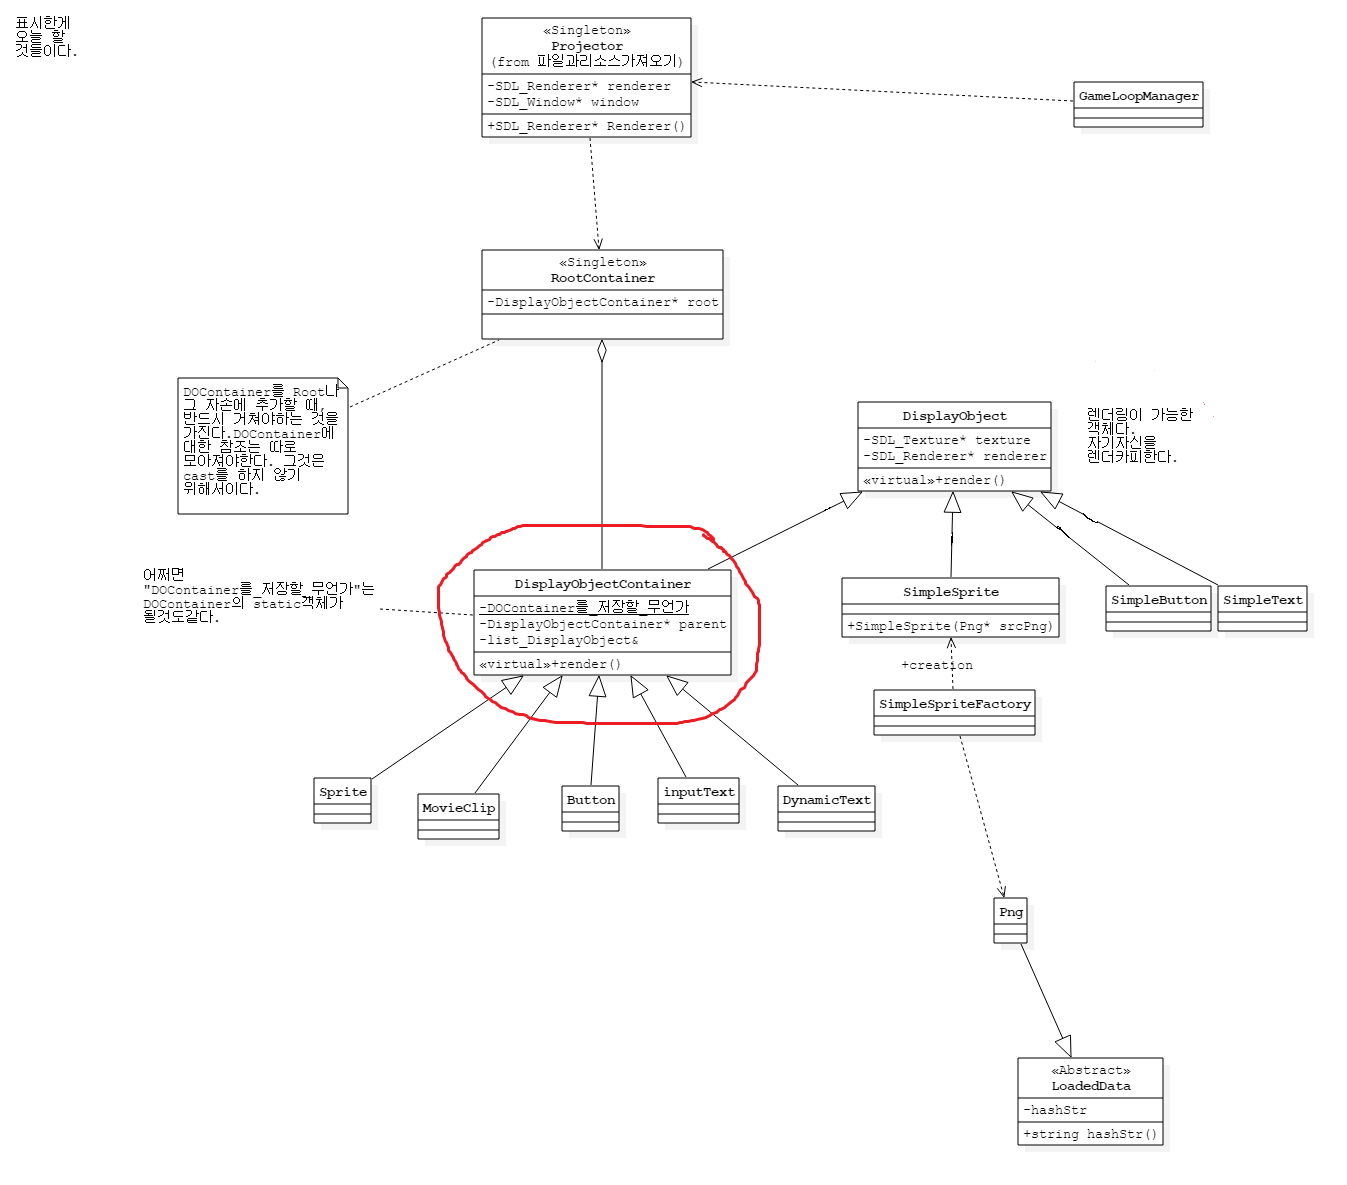 표시한게
오늘 할
것들이다.
«Singleton»
Projector
(from 파일과리소스가져오기)
-SDL_Renderer* renderer
-SDL_Window* window
+SDL_Renderer* Renderer()
GameLoopManager
«Singleton»
RootContainer
-DisplayObjectContainer* root
DOContainer를 Root나
그 자손에 추가할 때,
반드시 거쳐야하는 것을
가진다.DOContainer에
대한 참조는 따로
모아져야한다. 그것은
cast를 하지 않기
위해서이다.
DisplayObject
-SDL_Texture* texture
-SDL_Renderer* renderer
«virtual»+render()
렌더링이 가능한
객체다.
자기자신을
렌더카피한다.
어쩌면
"DOContainer를_저장할_무언가"는
DOContainer의 static객체가
될것도같다.
DisplayObjectContainer
-DOContainer를_저장할_무언가
-DisplayObjectContainer* parent
-list_DisplayObject&
«virtual»+render()
SimpleSprite
+SimpleSprite(Png* srcPng)
SimpleButton
SimpleText
+creation
SimpleSpriteFactory
Sprite
MovieClip
Button
inputText
DynamicText
Png
«Abstract»
LoadedData
-hashStr
+string hashStr()